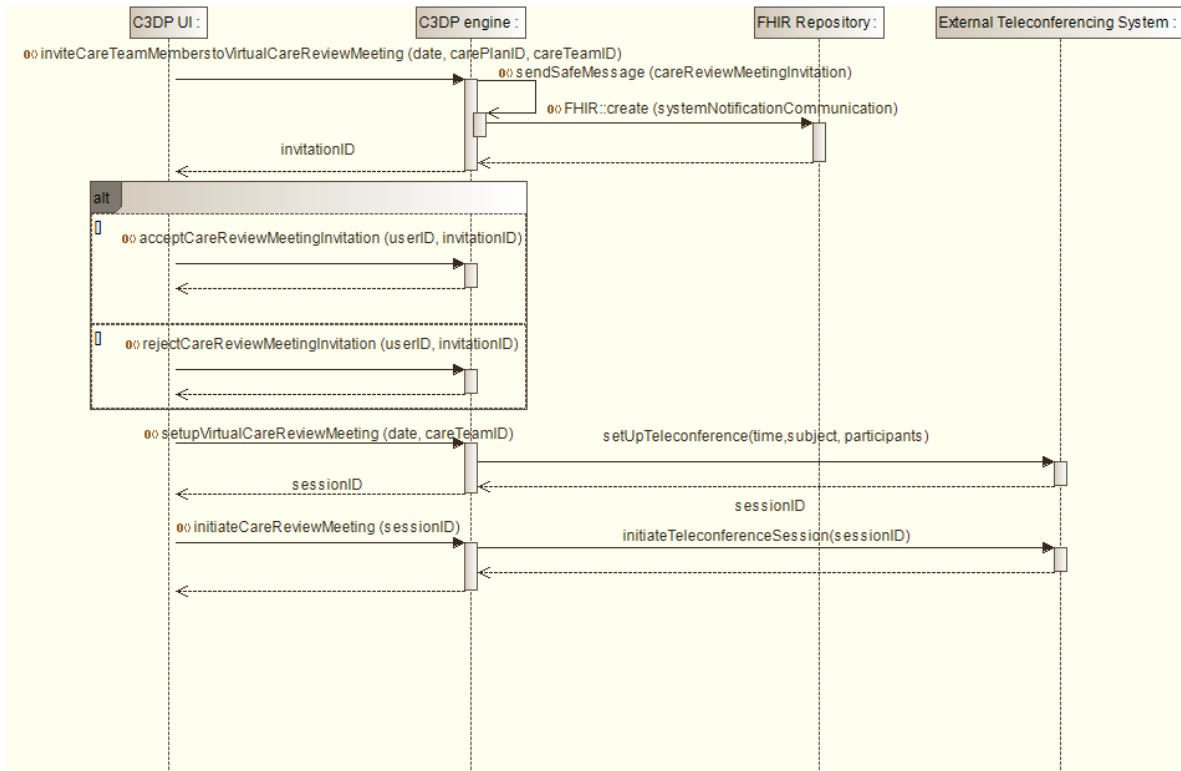 C3DP UI :
C3DP engine :
FHIR Repository :
External Teleconferencing System :
inviteCareTeamMemberstoVirtualCareReviewMeeting (date, carePlanID, careTeamID)
sendSafeMessage (careReviewMeetingInvitation)
FHIR::create (systemNotificationCommunication)
invitationID
alt
acceptCareReviewMeetingInvitation (userID, invitationID)
rejectCareReviewMeetingInvitation (userID, invitationID)
setupVirtualCareReviewMeeting (date, careTeamID)
setUpTeleconference(time,subject, participants)
sessionID
sessionID
initiateCareReviewMeeting (sessionID)
initiateTeleconferenceSession(sessionID)